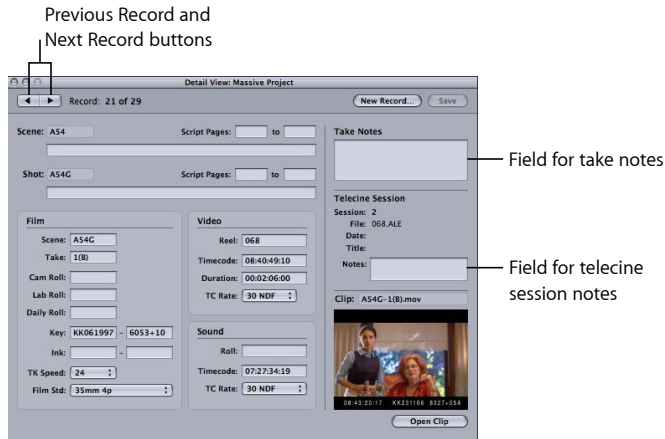 Previous Record and
Next Record buttons
Detail View: Massive Project
Record: 21 of 29
New Record...
Save
Scene: A54
Script Pages: to
Shot: A54G
Script Pages: to
Film
Scene: A54G
Take: 1(B)
Cam Roll:
Lab Roll:
Daily Roll:
Key: KK061997 - 6053+10
Ink: -
TK Speed: 24
Film Std: 35mm 4p
Video
Reel: 068
Timecode: 08:40:49:10
Duration: 00:02:06:00
TC Rate: 30 NDF
Sound
Roll:
Timecode: 07:27:34:19
TC Rate: 30 NDF
Take Notes
Telecine Session
Session: 2
File: 068.ALE
Date:
Title:
Notes:
Clip: A54G-1(B).mov
08:43:20:17 KK231166 8327+05A
Open Clip
Field for take notes
Field for telecine
session notes